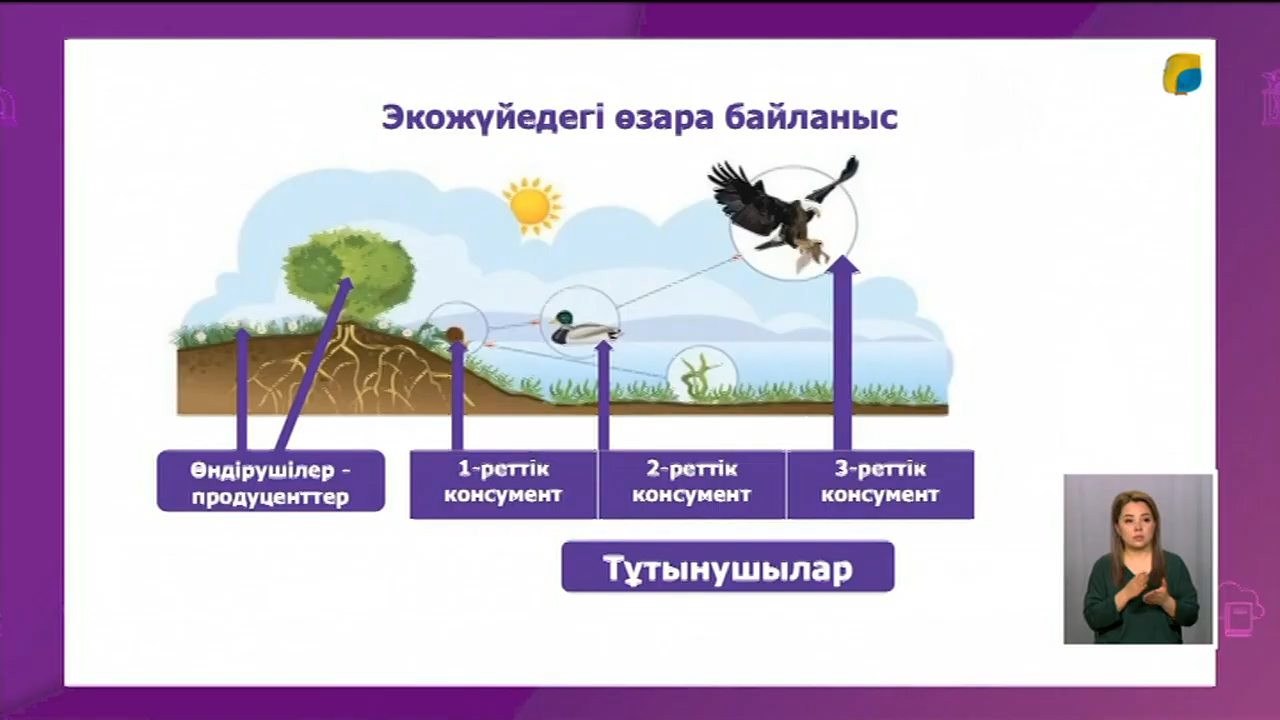 Экожүйедегі өзара байланыс
Өндірушілер -
продуценттер
1-реттік
консумент
2-реттік
консумент
3-реттік
консумент
Тұтынушылар